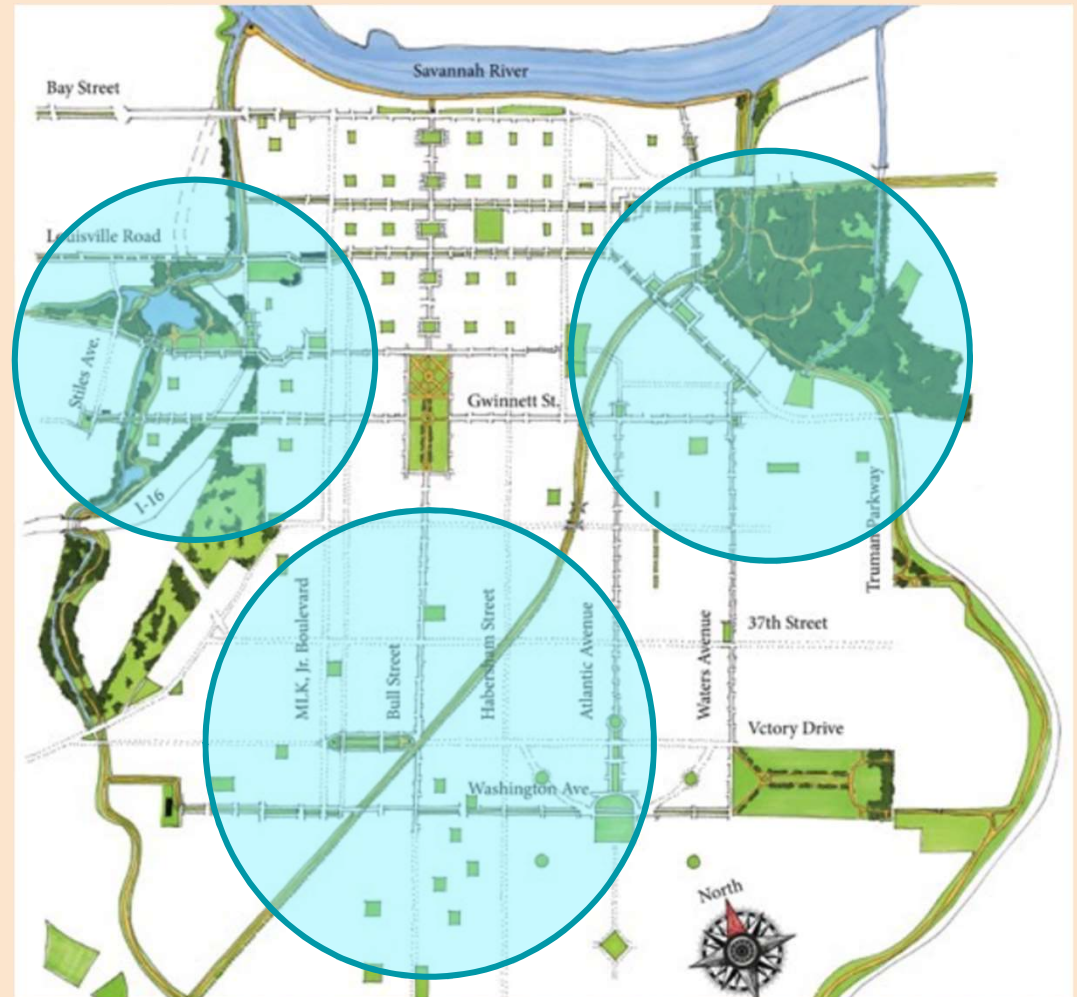 Savannah River
Bay Street
Louisville Road
Stiles Ave.
Gwinnett St.
I-16
Truman Parkway
MLK, Jr. Boulevard
Bull Street
Habersham Street
Atlantic Avenue
Waters Avenue
37th Street
Vctory Drive
Washington Ave.
North